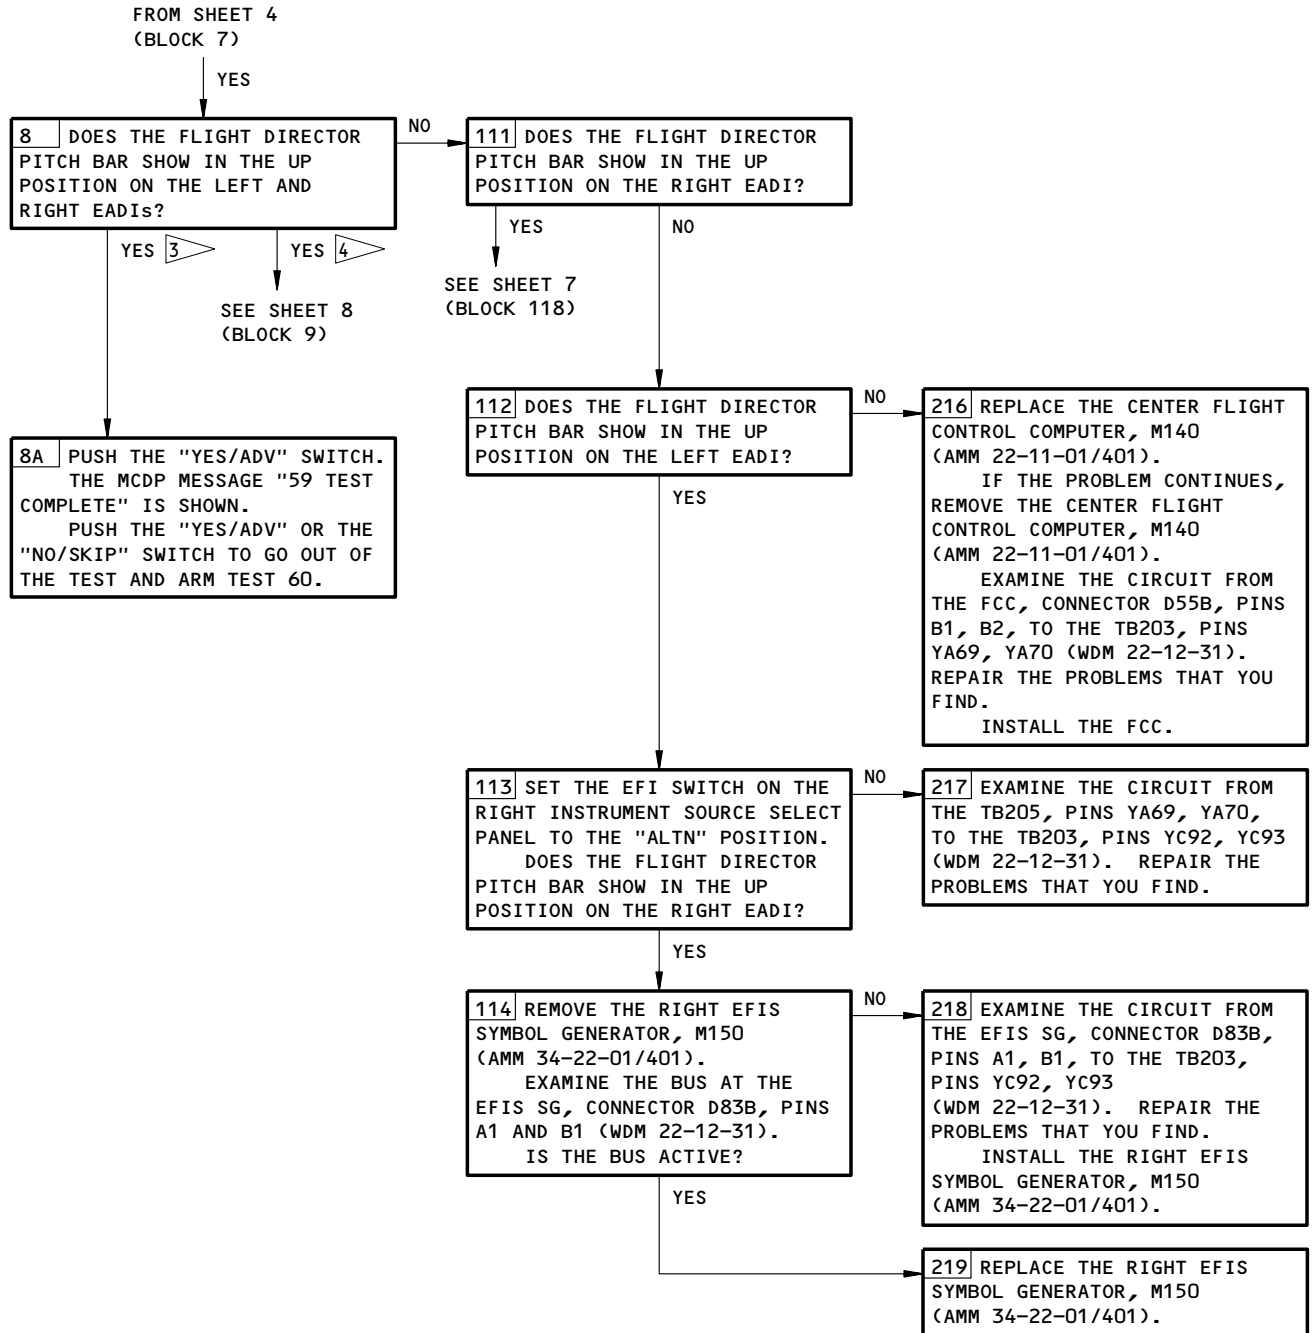 FROM SHEET 4
(BLOCK 7)
YES
8 DOES THE FLIGHT DIRECTOR
PITCH BAR SHOW IN THE UP
POSITION ON THE LEFT AND
RIGHT EADIs?
NO
111 DOES THE FLIGHT DIRECTOR
PITCH BAR SHOW IN THE UP
POSITION ON THE RIGHT EADI?
YES 3
YES 4
SEE SHEET 8
(BLOCK 9)
YES
SEE SHEET 7
(BLOCK 118)
NO
8A PUSH THE "YES/ADV" SWITCH.
THE MCDP MESSAGE "59 TEST
COMPLETE" IS SHOWN.
PUSH THE "YES/ADV" OR THE
"NO/SKIP" SWITCH TO GO OUT OF
THE TEST AND ARM TEST 60.
112 DOES THE FLIGHT DIRECTOR
PITCH BAR SHOW IN THE UP
POSITION ON THE LEFT EADI?
NO
216 REPLACE THE CENTER FLIGHT
CONTROL COMPUTER, M140
(AMM 22-11-01/401).
IF THE PROBLEM CONTINUES,
REMOVE THE CENTER FLIGHT
CONTROL COMPUTER, M140
(AMM 22-11-01/401).
EXAMINE THE CIRCUIT FROM
THE FCC, CONNECTOR D55B, PINS
B1, B2, TO THE TB203, PINS
YA69, YA70 (WDM 22-12-31).
REPAIR THE PROBLEMS THAT YOU
FIND.
INSTALL THE FCC.
YES
113 SET THE EFI SWITCH ON THE
RIGHT INSTRUMENT SOURCE SELECT
PANEL TO THE "ALTN" POSITION.
DOES THE FLIGHT DIRECTOR
PITCH BAR SHOW IN THE UP
POSITION ON THE RIGHT EADI?
NO
217 EXAMINE THE CIRCUIT FROM
THE TB205, PINS YA69, YA70,
TO THE TB203, PINS YC92, YC93
(WDM 22-12-31). REPAIR THE
PROBLEMS THAT YOU FIND.
YES
114 REMOVE THE RIGHT EFIS
SYMBOL GENERATOR, M150
(AMM 34-22-01/401).
EXAMINE THE BUS AT THE
EFIS SG, CONNECTOR D83B, PINS
A1 AND B1 (WDM 22-12-31).
IS THE BUS ACTIVE?
NO
218 EXAMINE THE CIRCUIT FROM
THE EFIS SG, CONNECTOR D83B,
PINS A1, B1, TO THE TB203,
PINS YC92, YC93
(WDM 22-12-31). REPAIR THE
PROBLEMS THAT YOU FIND.
INSTALL THE RIGHT EFIS
SYMBOL GENERATOR, M150
(AMM 34-22-01/401).
YES
219 REPLACE THE RIGHT EFIS
SYMBOL GENERATOR, M150
(AMM 34-22-01/401).